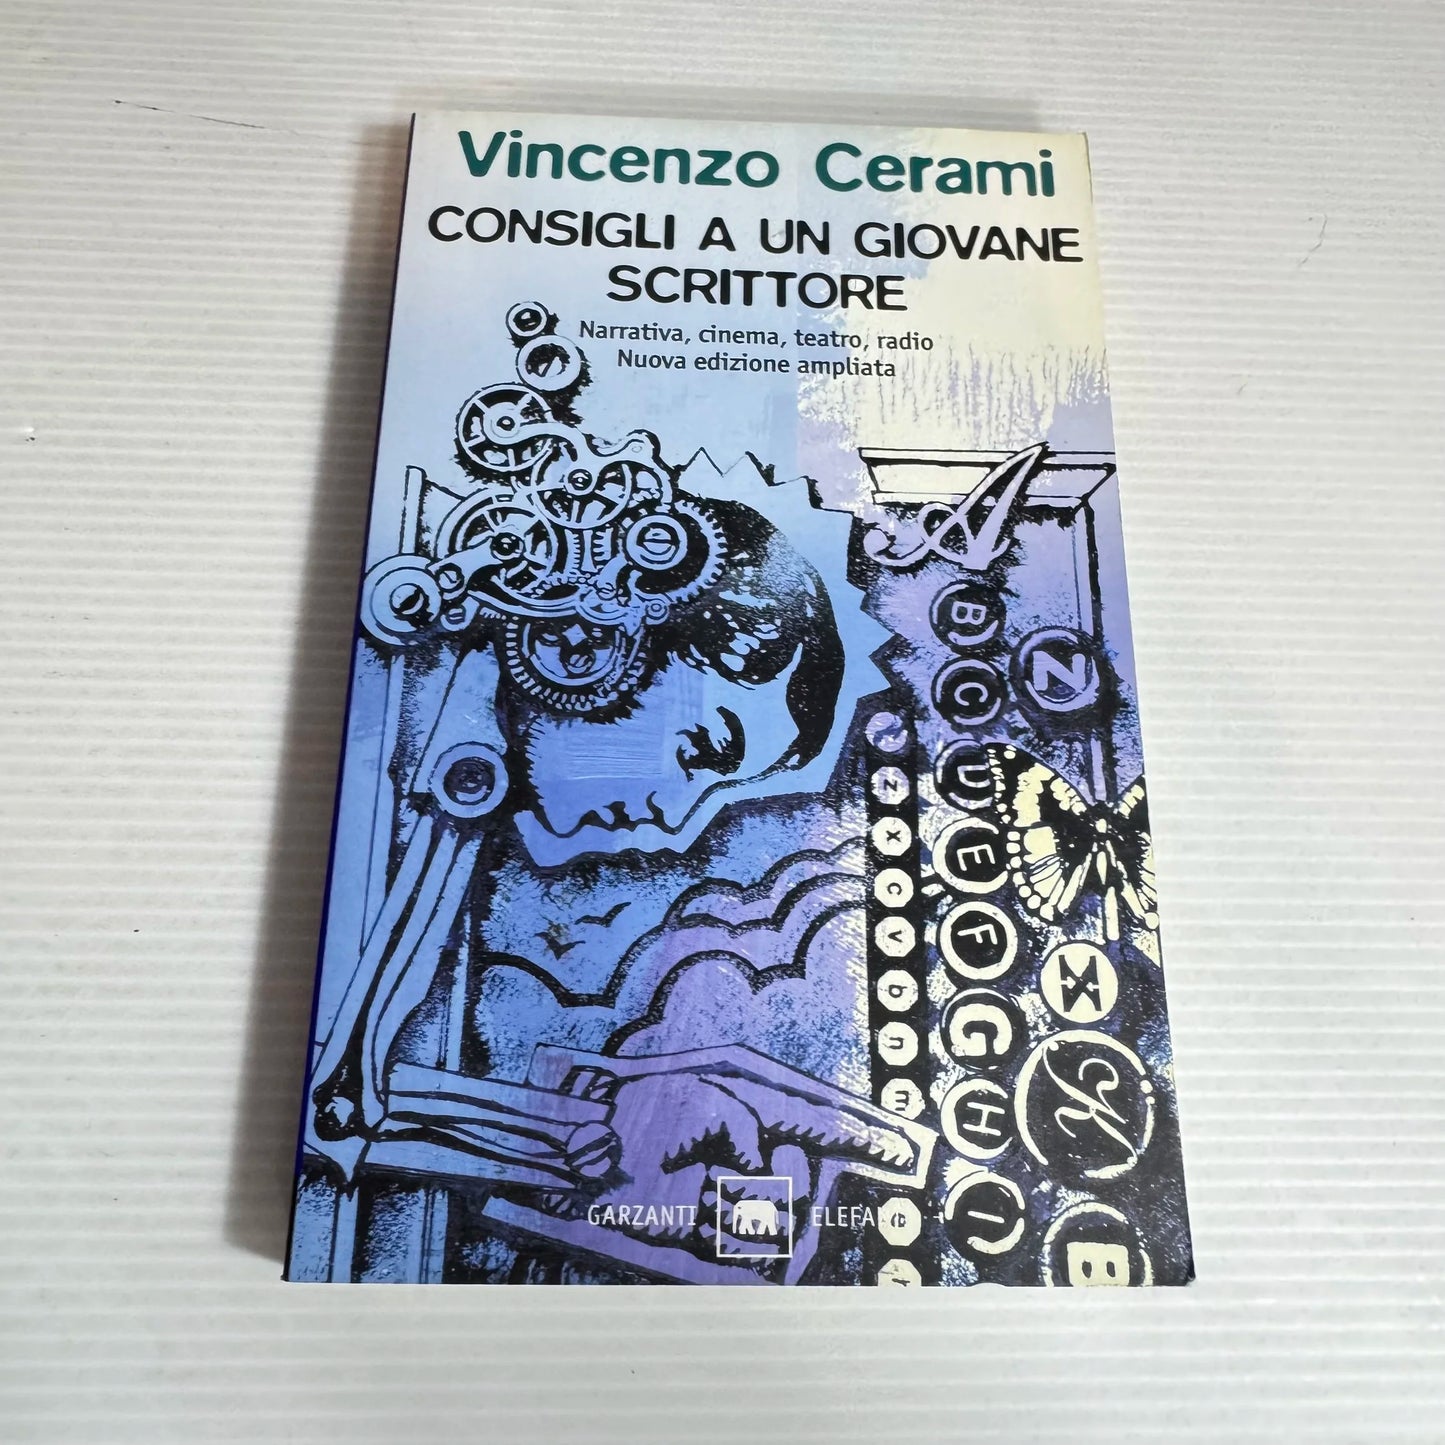 Vincenzo Cerami
CONSIGLI A UN GIOVANE
SCRITTORE
Narrativa, cinema, teatro, radio
Nuova edizione ampliata
A
B
C
Z
U
E
F
G
H
I
K
B
z
x
c
v
b
n
m
GARZANTI